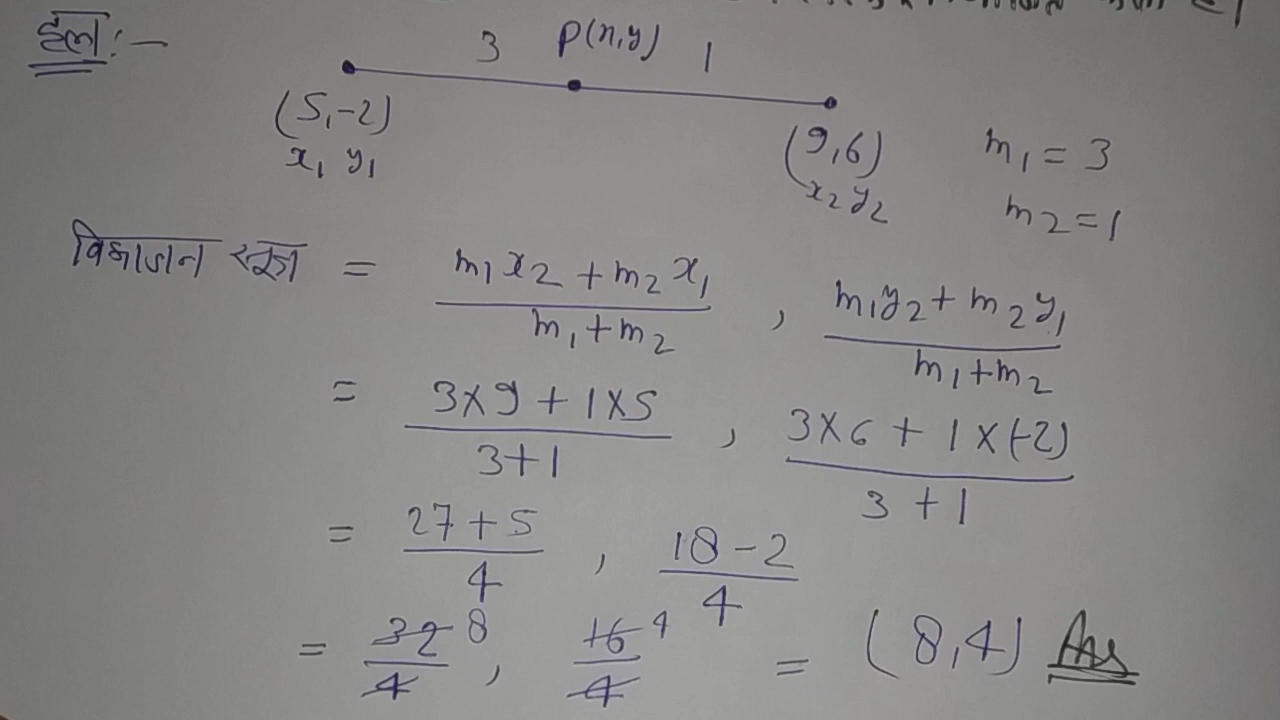 हल:-
3 P(x,y) 1
(5,-2) (9,6) m₁ = 3
x₁ y₁ x₂ y₂ m₂ = 1
विभाजन सूत्र = (m₁x₂ + m₂x₁)/(m₁+m₂) , (m₁y₂ + m₂y₁)/(m₁+m₂)
= (3×9 + 1×5)/(3+1) , (3×6 + 1×(-2))/(3+1)
= (27+5)/4 , (18-2)/4
= 32/4 8 , 16/4 4 = (8,4) Ans